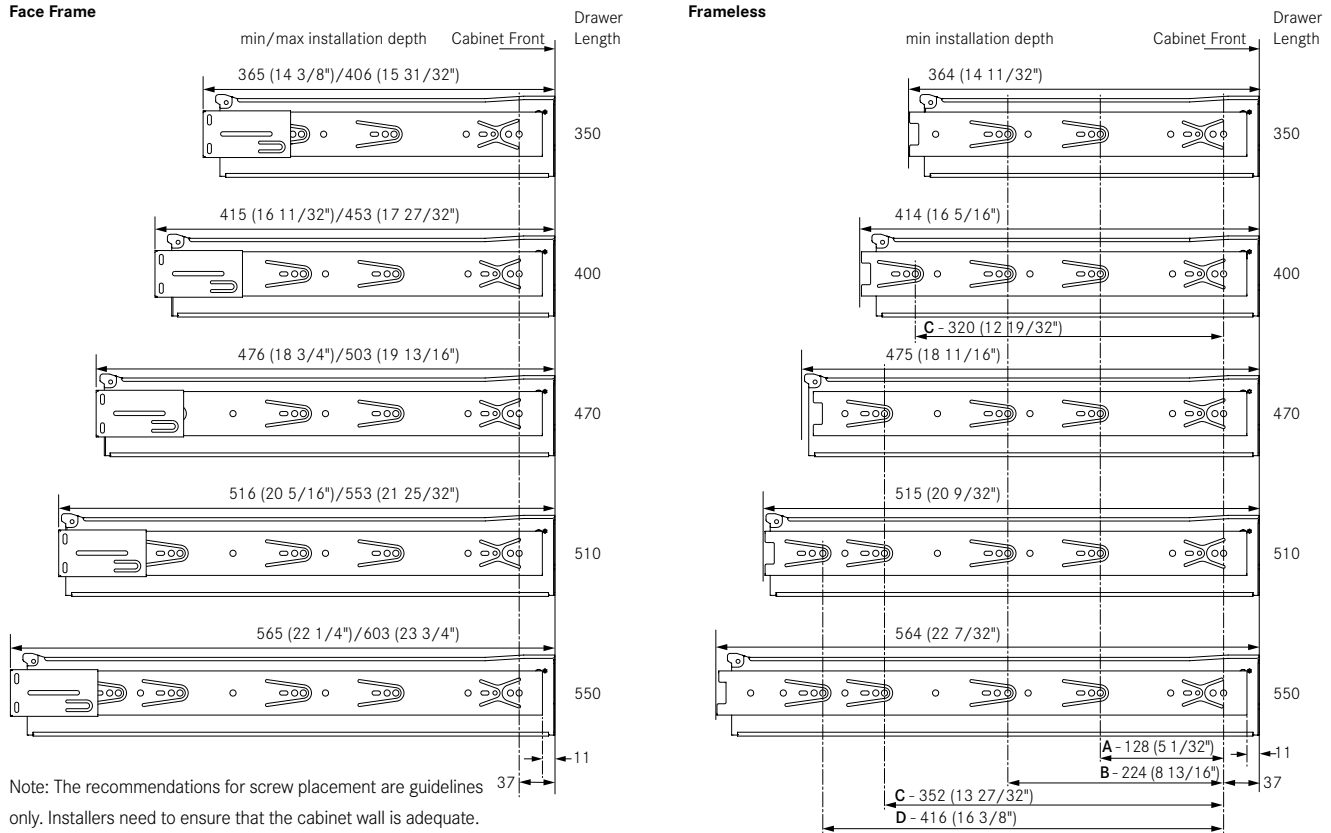 Face Frame
min/max installation depth Cabinet Front
Drawer
Length
365 (14 3/8")/406 (15 31/32")
350
415 (16 11/32")/453 (17 27/32")
400
476 (18 3/4")/503 (19 13/16")
470
516 (20 5/16")/553 (21 25/32")
510
565 (22 1/4")/603 (23 3/4")
550
11
37
Note: The recommendations for screw placement are guidelines
only. Installers need to ensure that the cabinet wall is adequate.
Frameless
min installation depth Cabinet Front
Drawer
Length
364 (14 11/32")
350
414 (16 5/16")
400
C - 320 (12 19/32")
475 (18 11/16")
470
515 (20 9/32")
510
564 (22 7/32")
550
A - 128 (5 1/32")
11
B - 224 (8 13/16")
37
C - 352 (13 27/32")
D - 416 (16 3/8")